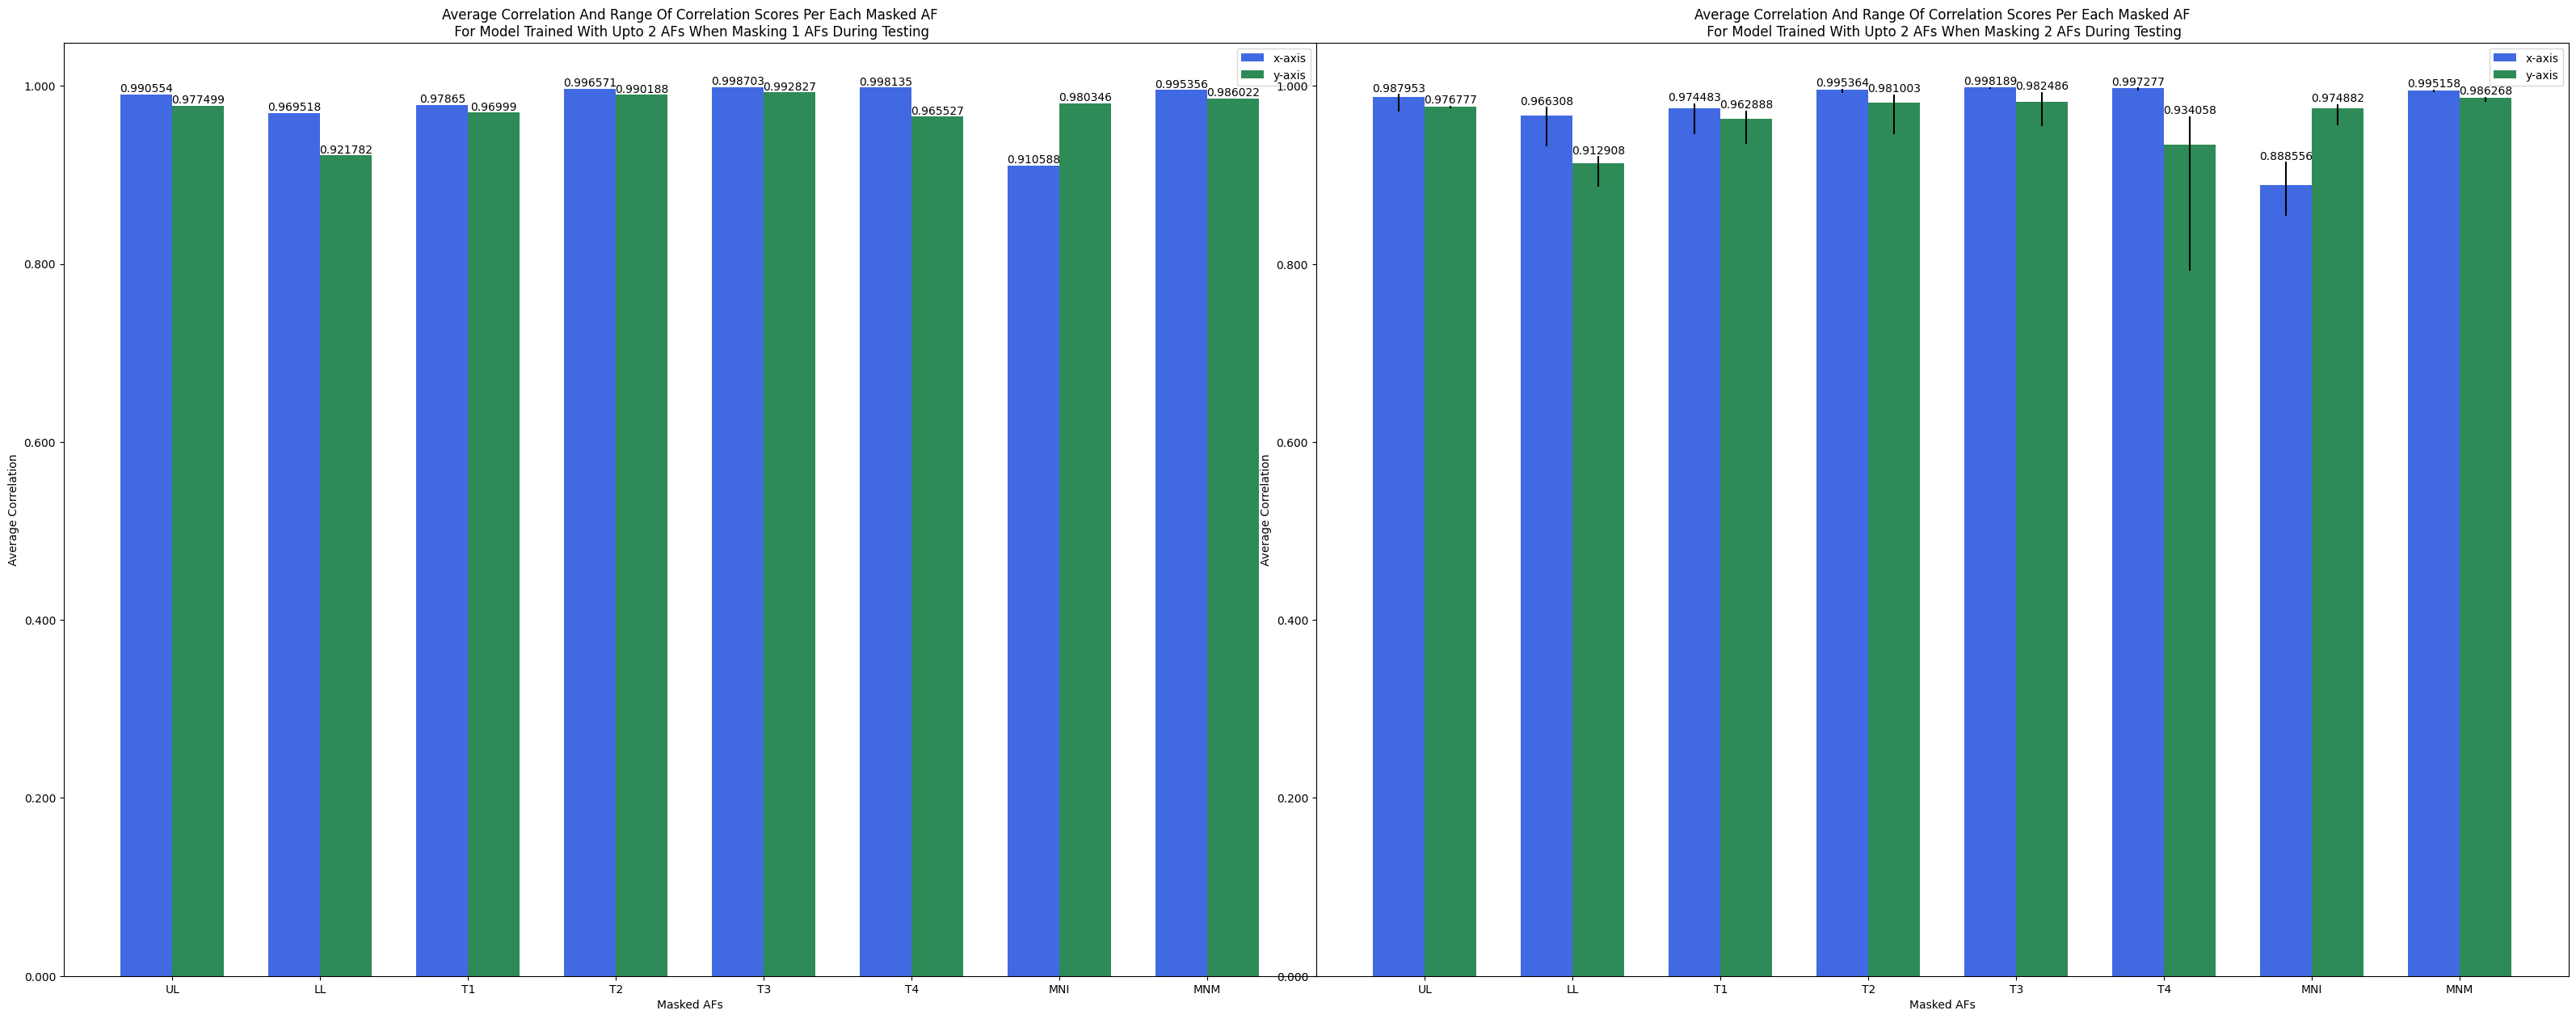 Average Correlation And Range Of Correlation Scores Per Each Masked AF
For Model Trained With Upto 2 AFs When Masking 1 AFs During Testing
x-axis
y-axis
1.000
0.800
0.600
0.400
0.200
0.000
Average Correlation
0.990554
0.977499
0.969518
0.921782
0.97865
0.96999
0.996571
0.990188
0.998703
0.992827
0.998135
0.965527
0.910588
0.980346
0.995356
0.986022
UL
LL
T1
T2
T3
T4
MNI
MNM
Masked AFs
Average Correlation And Range Of Correlation Scores Per Each Masked AF
For Model Trained With Upto 2 AFs When Masking 2 AFs During Testing
x-axis
y-axis
1.000
0.800
0.600
0.400
0.200
0.000
Average Correlation
0.987953
0.976777
0.966308
0.912908
0.974483
0.962888
0.995364
0.981003
0.998189
0.982486
0.997277
0.934058
0.888556
0.974882
0.995158
0.986268
UL
LL
T1
T2
T3
T4
MNI
MNM
Masked AFs